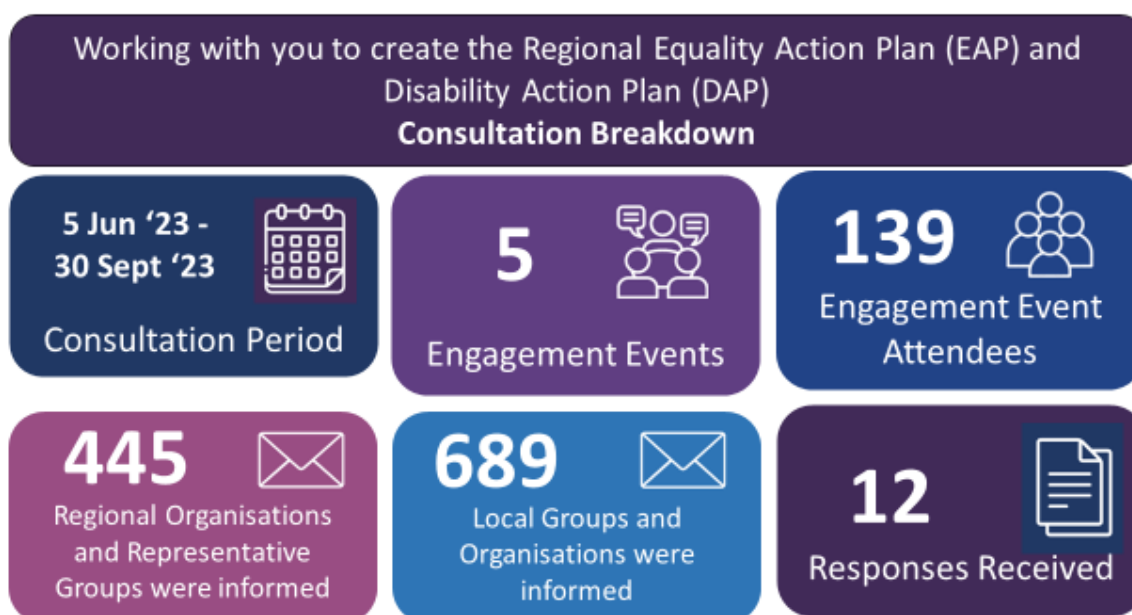 Working with you to create the Regional Equality Action Plan (EAP) and
Disability Action Plan (DAP)
Consultation Breakdown
5 Jun ‘23 -
30 Sept ‘23
Consultation Period
5
Engagement Events
139
Engagement Event
Attendees
445
Regional Organisations
and Representative
Groups were informed
689
Local Groups and
Organisations were
informed
12
Responses Received